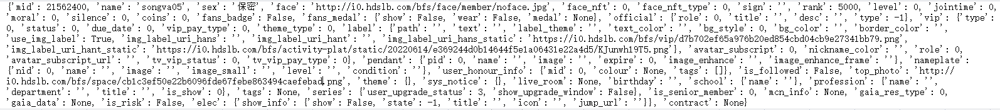 {'mid': 21562400, 'name': 'songva05', 'sex': '保密', 'face': 'http://i0.hdslb.com/bfs/face/member/noface.jpg', 'face_nft': 0, 'face_nft_type': 0, 'sign': '', 'rank': 5000, 'level': 0, 'jointime': 0,
'moral': 0, 'silence': 0, 'coins': 0, 'fans_badge': False, 'fans_medal': {'show': False, 'wear': False, 'medal': None}, 'official': {'role': 0, 'title': '', 'desc': '', 'type': -1}, 'vip': {'type':
0, 'status': 0, 'due_date': 0, 'vip_pay_type': 0, 'theme_type': 0, 'label': {'path': '', 'text': '', 'label_theme': '', 'text_color': '', 'bg_style': 0, 'bg_color': '', 'border_color': '',
'use_img_label': True, 'img_label_uri_hans': '', 'img_label_uri_hant': '', 'img_label_uri_hans_static': 'https://i0.hdslb.com/bfs/vip/d7b702ef65a976b20ed854cbd04cb9e27341bb79.png',
'img_label_uri_hant_static': 'https://i0.hdslb.com/bfs/activity-plat/static/20220614/e369244d0b14644f5e1a06431e22a4d5/KJunwh19T5.png'}, 'avatar_subscript': 0, 'nickname_color': '', 'role': 0,
'avatar_subscript_url': '', 'tv_vip_status': 0, 'tv_vip_pay_type': 0}, 'pendant': {'pid': 0, 'name': '', 'image': '', 'expire': 0, 'image_enhance': '', 'image_enhance_frame': ''}, 'nameplate':
{'nid': 0, 'name': '', 'image': '', 'image_small': '', 'level': '', 'condition': ''}, 'user_honour_info': {'mid': 0, 'colour': None, 'tags': []}, 'is_followed': False, 'top_photo': 'http://
i0.hdslb.com/bfs/space/cb1c3ef50e22b6096fde67febe863494caefebad.png', 'theme': {}, 'sys_notice': {}, 'live_room': None, 'birthday': '', 'school': {'name': ''}, 'profession': {'name': '',
'department': '', 'title': '', 'is_show': 0}, 'tags': None, 'series': {'user_upgrade_status': 3, 'show_upgrade_window': False}, 'is_senior_member': 0, 'mcn_info': None, 'gaia_res_type': 0,
'gaia_data': None, 'is_risk': False, 'elec': {'show_info': {'show': False, 'state': -1, 'title': '', 'icon': '', 'jump_url': ''}}, 'contract': None}